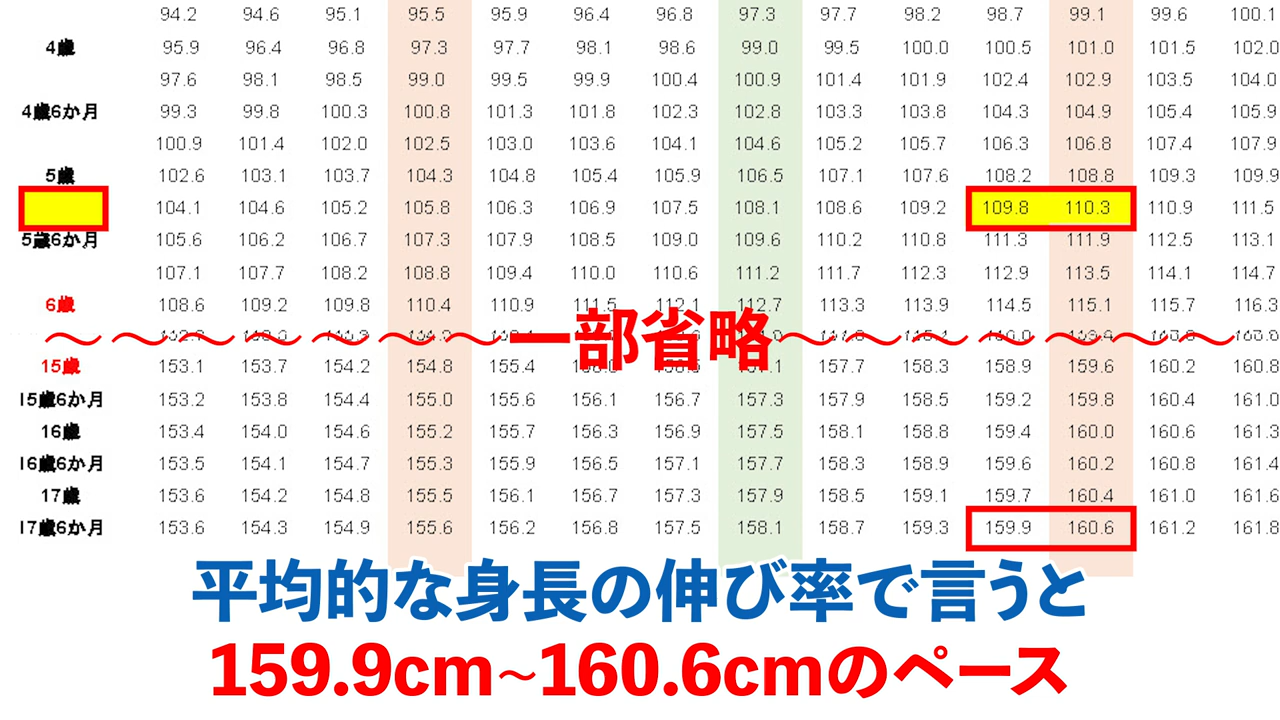 94.2 94.6 95.1 95.5 95.9 96.4 96.8 97.3 97.7 98.2 98.7 99.1 99.6 100.1
4歳 95.9 96.4 96.8 97.3 97.7 98.1 98.6 99.0 99.5 100.0 100.5 101.0 101.5 102.0
97.6 98.1 98.5 99.0 99.5 99.9 100.4 100.9 101.4 101.9 102.4 102.9 103.5 104.0
4歳6か月 99.3 99.8 100.3 100.8 101.3 101.8 102.3 102.8 103.3 103.8 104.3 104.9 105.4 105.9
100.9 101.4 102.0 102.5 103.0 103.6 104.1 104.6 105.2 105.7 106.3 106.8 107.4 107.9
5歳 102.6 103.1 103.7 104.3 104.8 105.4 105.9 106.5 107.1 107.6 108.2 108.8 109.3 109.9
104.1 104.6 105.2 105.8 106.3 106.9 107.5 108.1 108.6 109.2 109.8 110.3 110.9 111.5
5歳6か月 105.6 106.2 106.7 107.3 107.9 108.5 109.0 109.6 110.2 110.8 111.3 111.9 112.5 113.1
107.1 107.7 108.2 108.8 109.4 110.0 110.6 111.2 111.7 112.3 112.9 113.5 114.1 114.7
6歳 108.6 109.2 109.8 110.4 110.9 111.5 112.1 112.7 113.3 113.9 114.5 115.1 115.7 116.3
一部省略
15歳 153.1 153.7 154.2 154.8 155.4 157.7 158.3 158.9 159.6 160.2 160.8
15歳6か月 153.2 153.8 154.4 155.0 155.6 156.1 156.7 157.3 157.9 158.5 159.2 159.8 160.4 161.0
16歳 153.4 154.0 154.6 155.2 155.7 156.3 156.9 157.5 158.1 158.8 159.4 160.0 160.6 161.3
16歳6か月 153.5 154.1 154.7 155.3 155.9 156.5 157.1 157.7 158.3 158.9 159.6 160.2 160.8 161.4
17歳 153.6 154.2 154.8 155.5 156.1 156.7 157.3 157.9 158.5 159.1 159.7 160.4 161.0 161.6
17歳6か月 153.6 154.3 154.9 155.6 156.2 156.8 157.5 158.1 158.7 159.3 159.9 160.6 161.2 161.8
平均的な身長の伸び率で言うと
159.9cm~160.6cmのペース